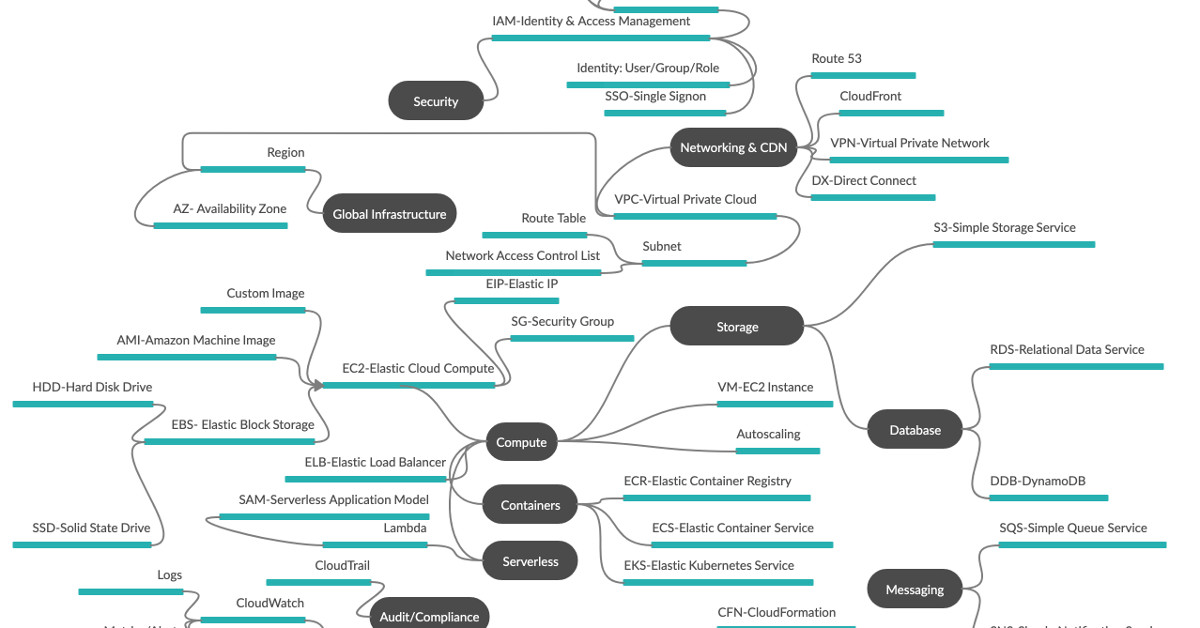 IAM-Identity & Access Management
Identity: User/Group/Role
SSO-Single Signon
Security
Route 53
CloudFront
Networking & CDN
VPN-Virtual Private Network
DX-Direct Connect
Region
AZ- Availability Zone
Global Infrastructure
VPC-Virtual Private Cloud
Route Table
Subnet
Network Access Control List
S3-Simple Storage Service
EIP-Elastic IP
Custom Image
SG-Security Group
Storage
AMI-Amazon Machine Image
RDS-Relational Data Service
EC2-Elastic Cloud Compute
HDD-Hard Disk Drive
VM-EC2 Instance
EBS- Elastic Block Storage
Database
Compute
Autoscaling
ELB-Elastic Load Balancer
ECR-Elastic Container Registry
DDB-DynamoDB
SAM-Serverless Application Model
Containers
SSD-Solid State Drive
Lambda
ECS-Elastic Container Service
SQS-Simple Queue Service
Serverless
CloudTrail
EKS-Elastic Kubernetes Service
Logs
Messaging
CloudWatch
Audit/Compliance
CFN-CloudFormation